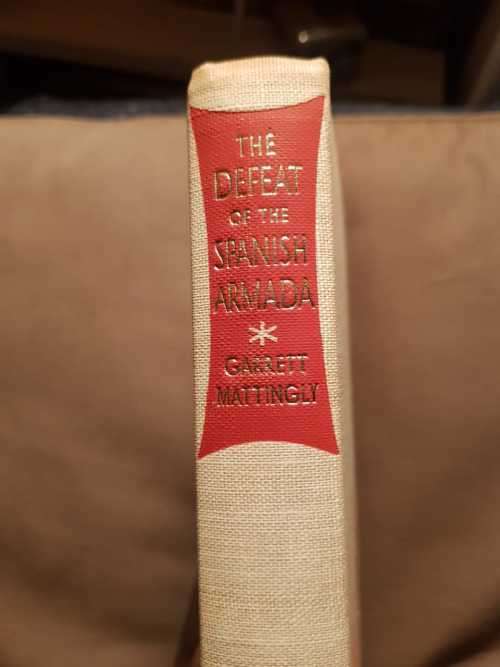 THE
DEFEAT
OF THE
SPANISH
ARMADA
*
GARRETT
MATTINGLY